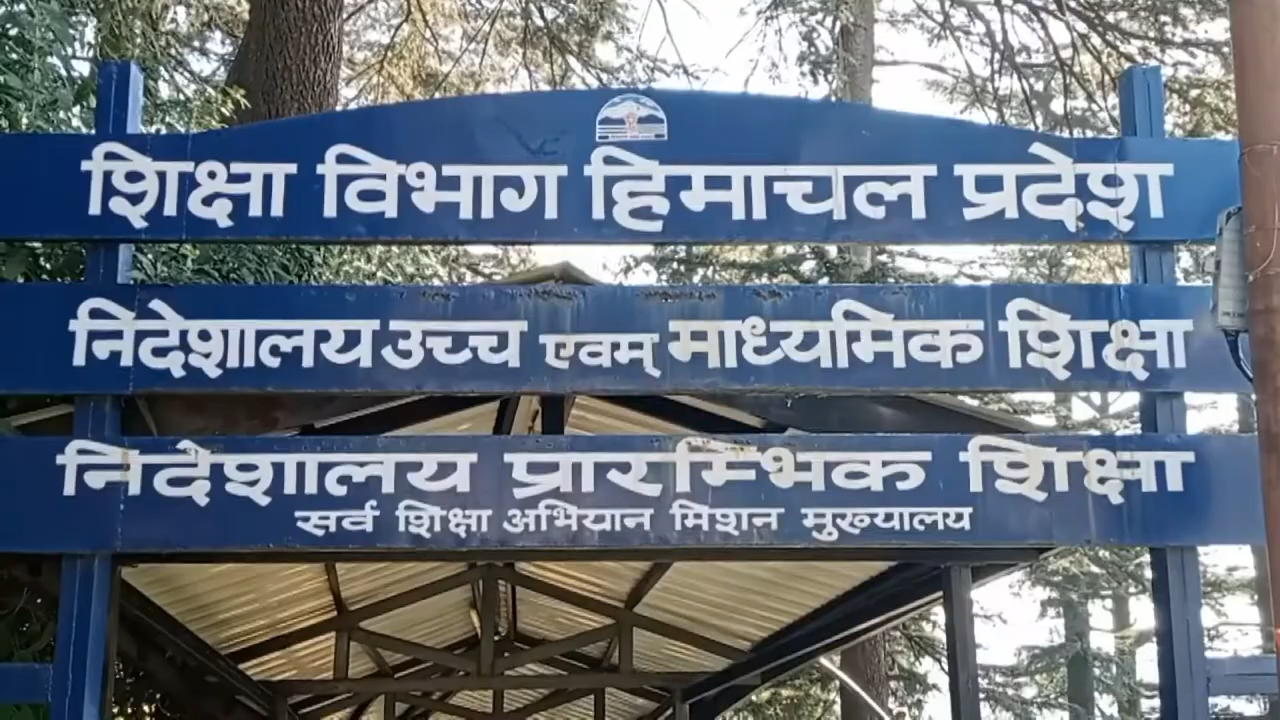 शिक्षा विभाग हिमाचल प्रदेश
निदेशालय उच्च एवम् माध्यमिक शिक्षा
निदेशालय प्रारम्भिक शिक्षा
सर्व शिक्षा अभियान मिशन मुख्यालय